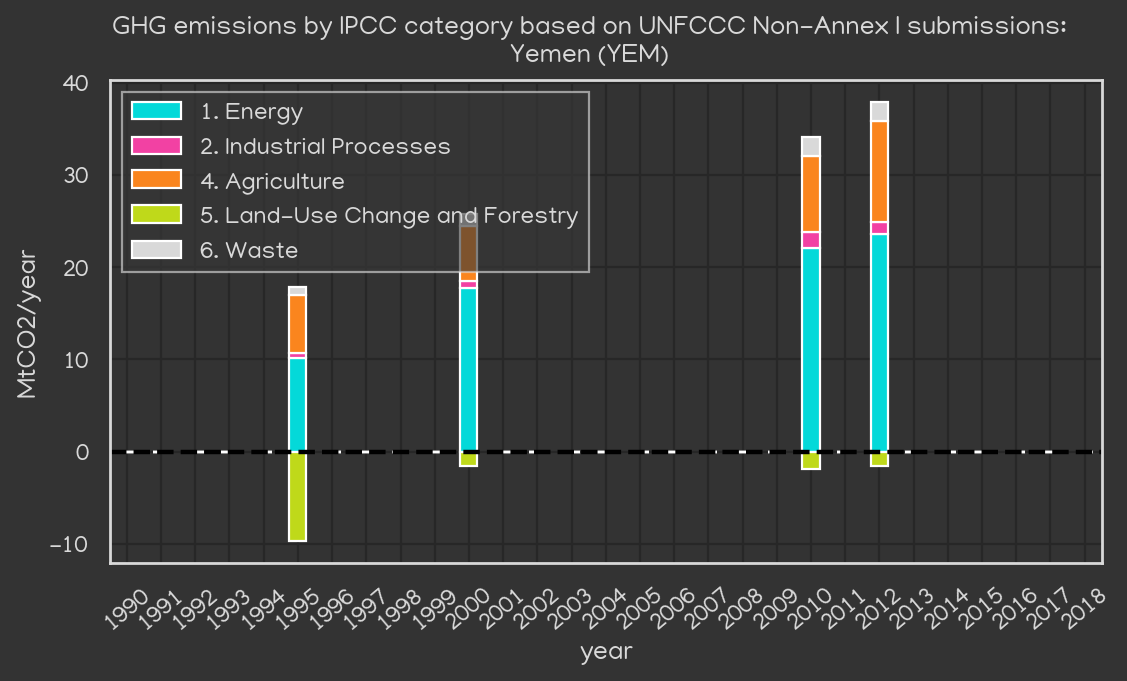 GHG emissions by IPCC category based on UNFCCC Non-Annex I submissions:
Yemen (YEM)
40
30
20
10
0
-10
MtCO2/year
1. Energy
2. Industrial Processes
4. Agriculture
5. Land-Use Change and Forestry
6. Waste
1990 1991 1992 1993 1994 1995 1996 1997 1998 1999 2000 2001 2002 2003 2004 2005 2006 2007 2008 2009 2010 2011 2012 2013 2014 2015 2016 2017 2018
year